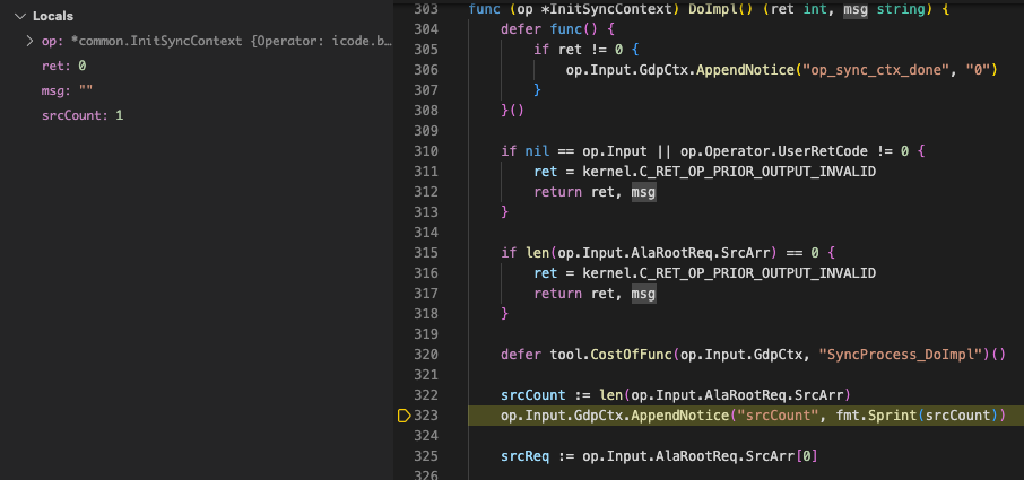 Locals
op: *common.InitSyncContext {Operator: icode.b…
ret: 0
msg: ""
srcCount: 1
303 func (op *InitSyncContext) DoImpl() (ret int, msg string) {
304 defer func() {
305 if ret != 0 {
306 op.Input.GdpCtx.AppendNotice("op_sync_ctx_done", "0")
307 }
308 }()
309
310 if nil == op.Input || op.Operator.UserRetCode != 0 {
311 ret = kernel.C_RET_OP_PRIOR_OUTPUT_INVALID
312 return ret, msg
313 }
314
315 if len(op.Input.AlaRootReq.SrcArr) == 0 {
316 ret = kernel.C_RET_OP_PRIOR_OUTPUT_INVALID
317 return ret, msg
318 }
319
320 defer tool.CostOfFunc(op.Input.GdpCtx, "SyncProcess_DoImpl")()
321
322 srcCount := len(op.Input.AlaRootReq.SrcArr)
323 op.Input.GdpCtx.AppendNotice("srcCount", fmt.Sprint(srcCount))
324
325 srcReq := op.Input.AlaRootReq.SrcArr[0]
326